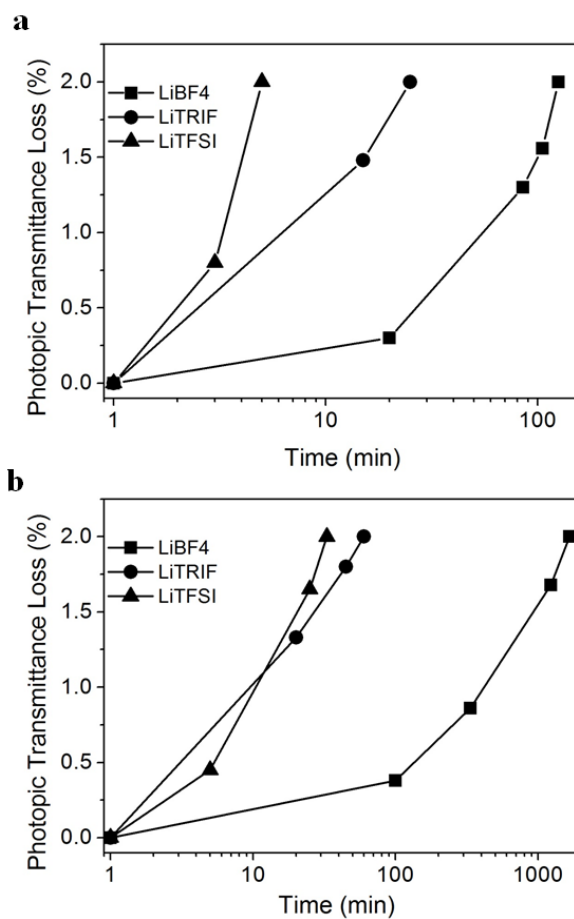 a
Photopic Transmittance Loss (%)
2.0
1.5
1.0
0.5
0.0
LiBF4
LiTRIF
LiTFSI
1 10 100
Time (min)
b
Photopic Transmittance Loss (%)
2.0
1.5
1.0
0.5
0.0
LiBF4
LiTRIF
LiTFSI
1 10 100 1000
Time (min)